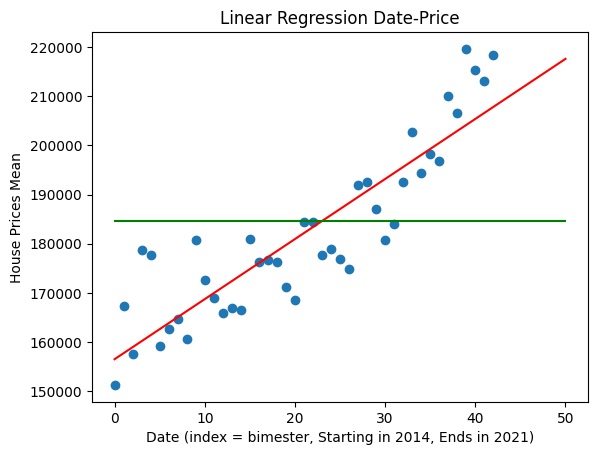 Linear Regression Date-Price
House Prices Mean
220000
210000
200000
190000
180000
170000
160000
150000
0 10 20 30 40 50
Date (index = bimester, Starting in 2014, Ends in 2021)